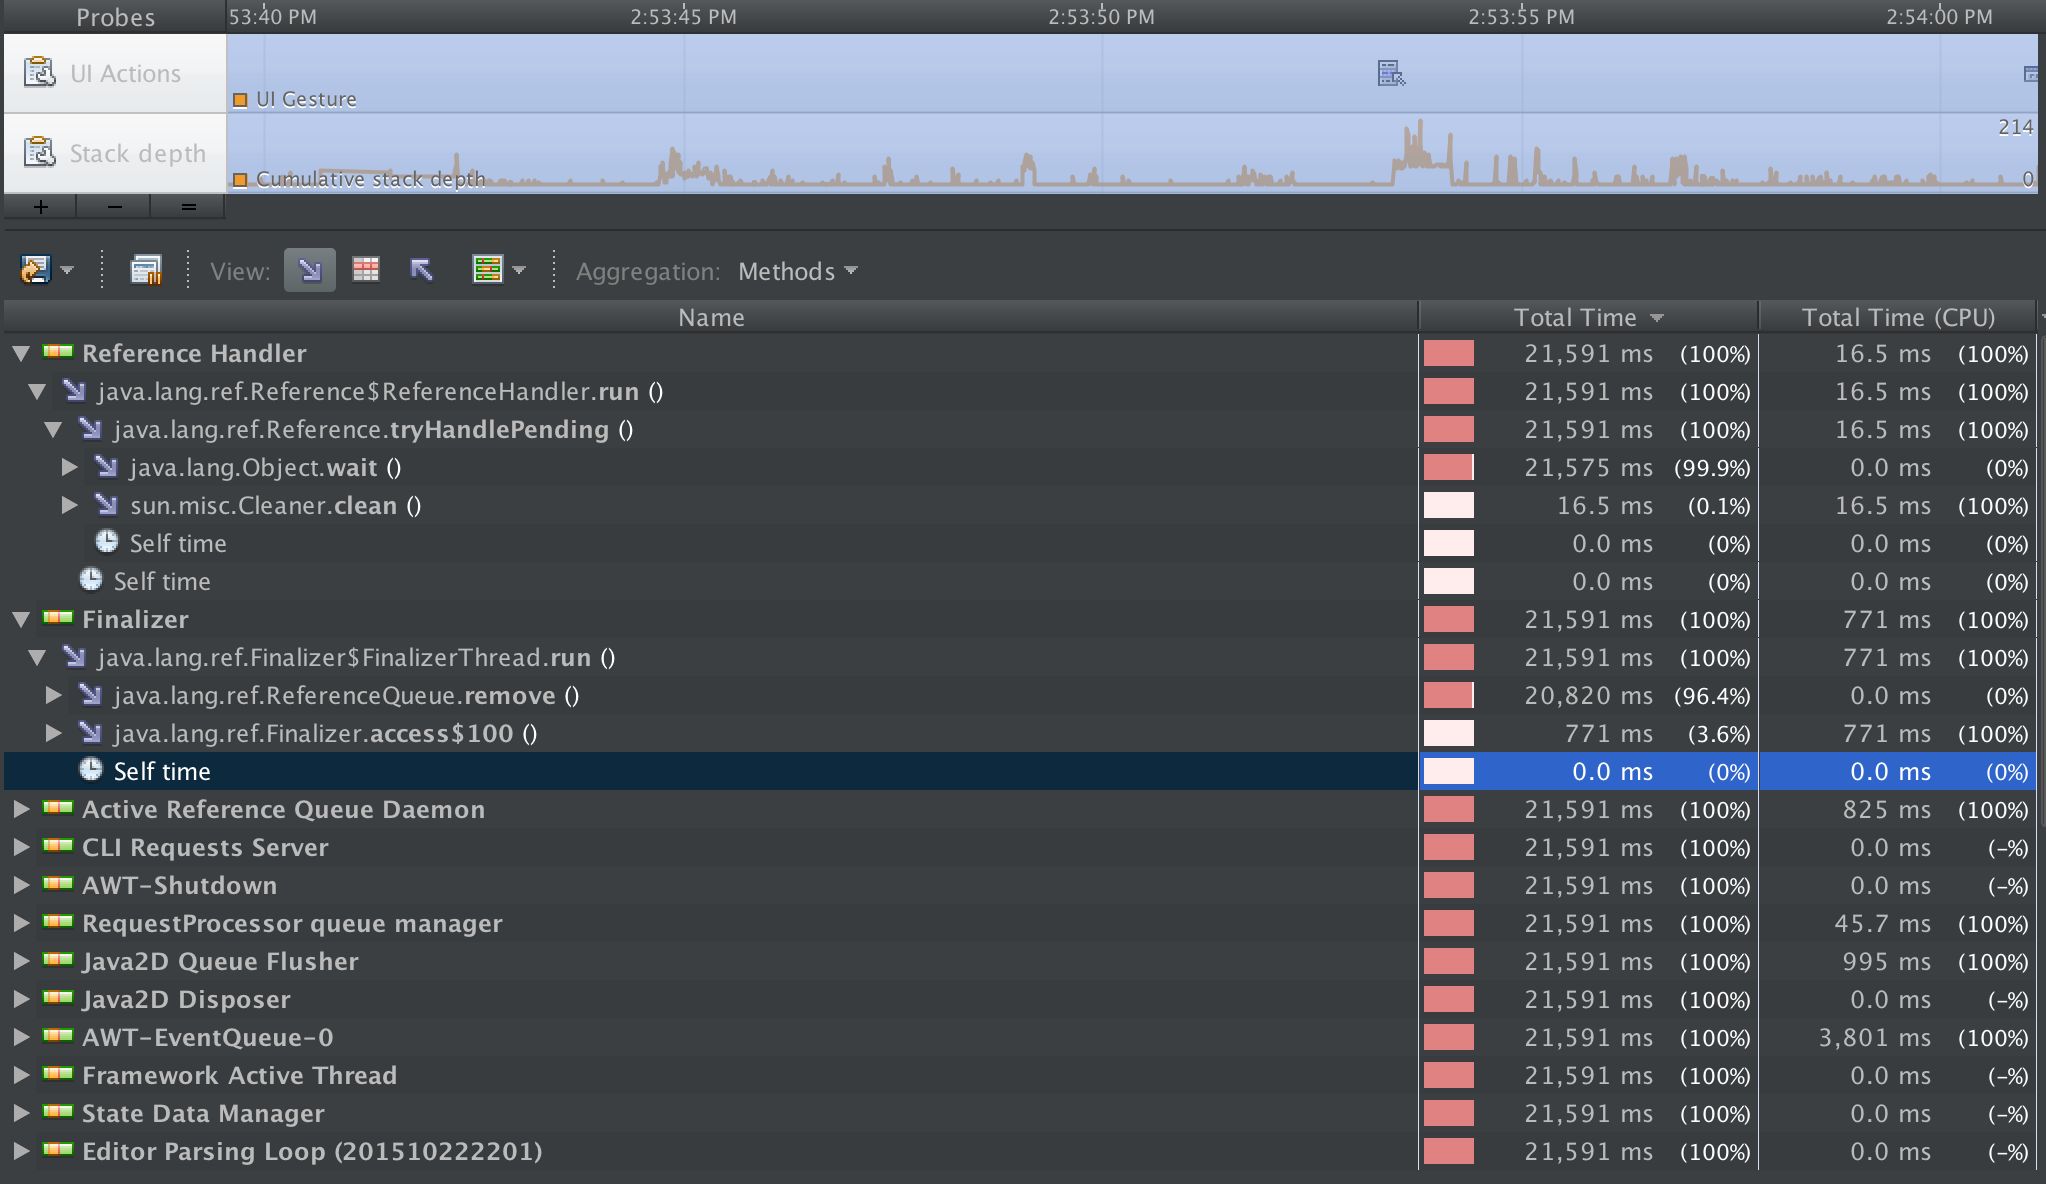 Probes 53:40 PM 2:53:45 PM 2:53:50 PM 2:53:55 PM 2:54:00 PM
UI Actions
UI Gesture
214
Stack depth
Cumulative stack depth 0
+ − =
View: Aggregation: Methods
Name Total Time Total Time (CPU)
Reference Handler 21,591 ms (100%) 16.5 ms (100%)
java.lang.ref.Reference$ReferenceHandler.run () 21,591 ms (100%) 16.5 ms (100%)
java.lang.ref.Reference.tryHandlePending () 21,591 ms (100%) 16.5 ms (100%)
java.lang.Object.wait () 21,575 ms (99.9%) 0.0 ms (0%)
sun.misc.Cleaner.clean () 16.5 ms (0.1%) 16.5 ms (100%)
Self time 0.0 ms (0%) 0.0 ms (0%)
Self time 0.0 ms (0%) 0.0 ms (0%)
Finalizer 21,591 ms (100%) 771 ms (100%)
java.lang.ref.Finalizer$FinalizerThread.run () 21,591 ms (100%) 771 ms (100%)
java.lang.ref.ReferenceQueue.remove () 20,820 ms (96.4%) 0.0 ms (0%)
java.lang.ref.Finalizer.access$100 () 771 ms (3.6%) 771 ms (100%)
Self time 0.0 ms (0%) 0.0 ms (0%)
Active Reference Queue Daemon 21,591 ms (100%) 825 ms (100%)
CLI Requests Server 21,591 ms (100%) 0.0 ms (-%)
AWT-Shutdown 21,591 ms (100%) 0.0 ms (-%)
RequestProcessor queue manager 21,591 ms (100%) 45.7 ms (100%)
Java2D Queue Flusher 21,591 ms (100%) 995 ms (100%)
Java2D Disposer 21,591 ms (100%) 0.0 ms (-%)
AWT-EventQueue-0 21,591 ms (100%) 3,801 ms (100%)
Framework Active Thread 21,591 ms (100%) 0.0 ms (-%)
State Data Manager 21,591 ms (100%) 0.0 ms (-%)
Editor Parsing Loop (201510222201) 21,591 ms (100%) 0.0 ms (-%)